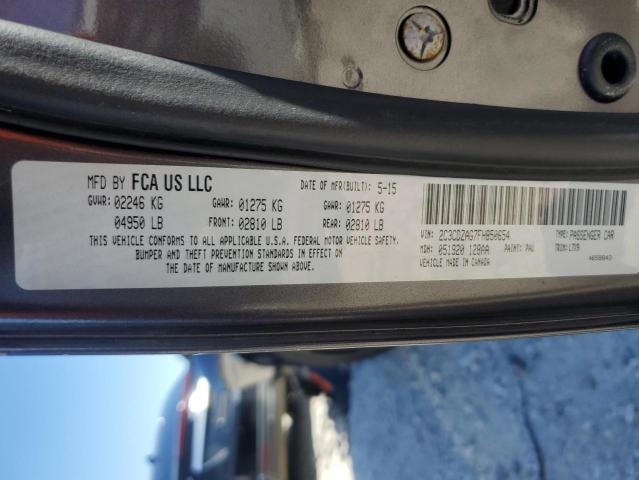 MFD BY FCA US LLC
DATE OF MFR(BUILT): 5-15
GVWR: 02246 KG
GAWR: 01275 KG
GAWR: 01275 KG
04950 LB
FRONT: 02810 LB
REAR: 02810 LB
THIS VEHICLE CONFORMS TO ALL APPLICABLE U.S.A. FEDERAL MOTOR VEHICLE SAFETY,
BUMPER AND THEFT PREVENTION STANDARDS IN EFFECT ON
THE DATE OF MANUFACTURE SHOWN ABOVE.
VIN: 2C3CDZAG7FH850654
TYPE: PASSENGER CAR
MDH: 051920 128AA
PAINT: PAU
TRIM: L7X9
VEHICLE MADE IN CANADA